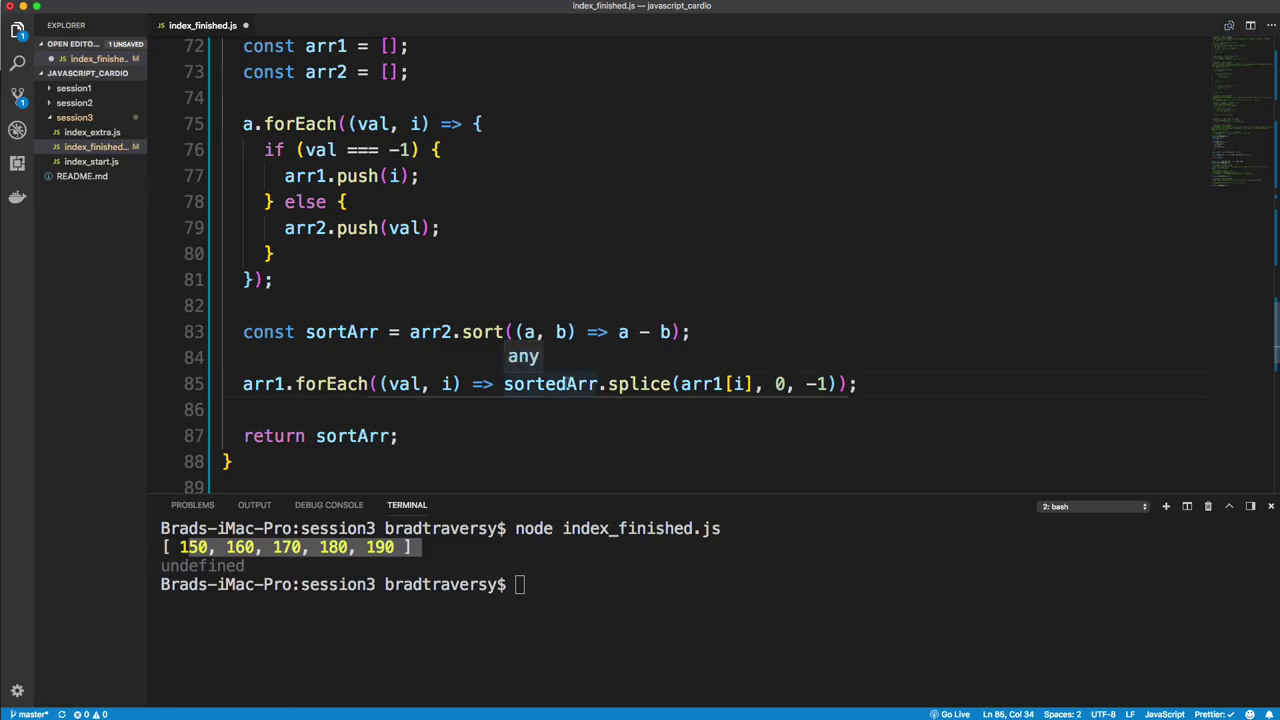 index_finished.js — javascript_cardio
EXPLORER
index_finished.js
OPEN EDITO... 1 UNSAVED
index_finishe... M
JAVASCRIPT_CARDIO
session1
session2
session3
index_extra.js
index_finished... M
index_start.js
README.md
72 const arr1 = [];
73 const arr2 = [];
74
75 a.forEach((val, i) => {
76 if (val === -1) {
77 arr1.push(i);
78 } else {
79 arr2.push(val);
80 }
81 });
82
83 const sortArr = arr2.sort((a, b) => a - b);
84 any
85 arr1.forEach((val, i) => sortedArr.splice(arr1[i], 0, -1));
86
87 return sortArr;
88 }
89
PROBLEMS OUTPUT DEBUG CONSOLE TERMINAL 2: bash
Brads-iMac-Pro:session3 bradtraversy$ node index_finished.js
[ 150, 160, 170, 180, 190 ]
undefined
Brads-iMac-Pro:session3 bradtraversy$
master* 0 0 Go Live Ln 85, Col 34 Spaces: 2 UTF-8 LF JavaScript Prettier: ✓